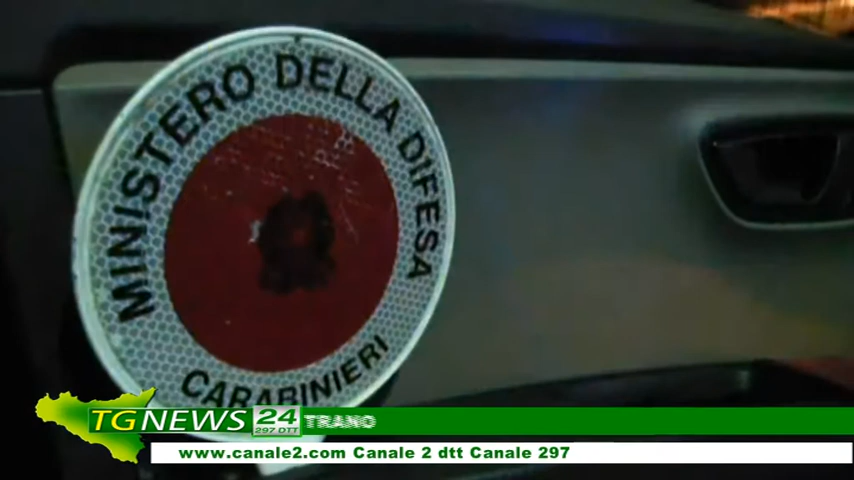 MINISTERO DELLA DIFESA
CARABINIERI
TGNEWS 24
297 DTT
TRANO
www.canale2.com Canale 2 dtt Canale 297